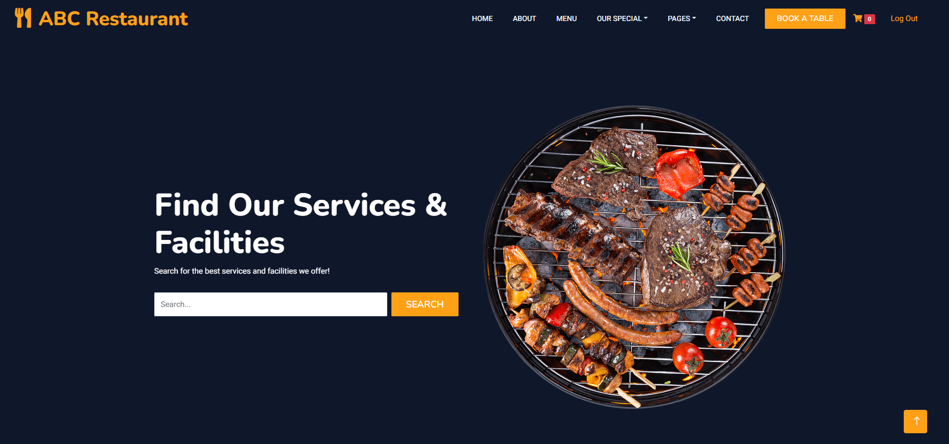 ABC Restaurant
HOME ABOUT MENU OUR SPECIAL PAGES CONTACT BOOK A TABLE 0 Log Out
Find Our Services &
Facilities
Search for the best services and facilities we offer!
Search... SEARCH